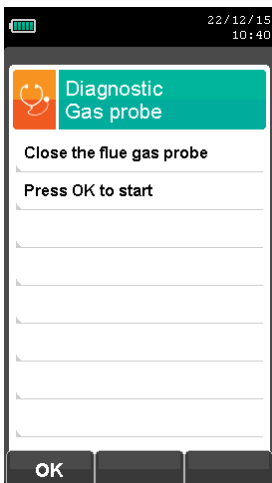 22/12/15
10:40
Diagnostic
Gas probe
Close the flue gas probe
Press OK to start
OK